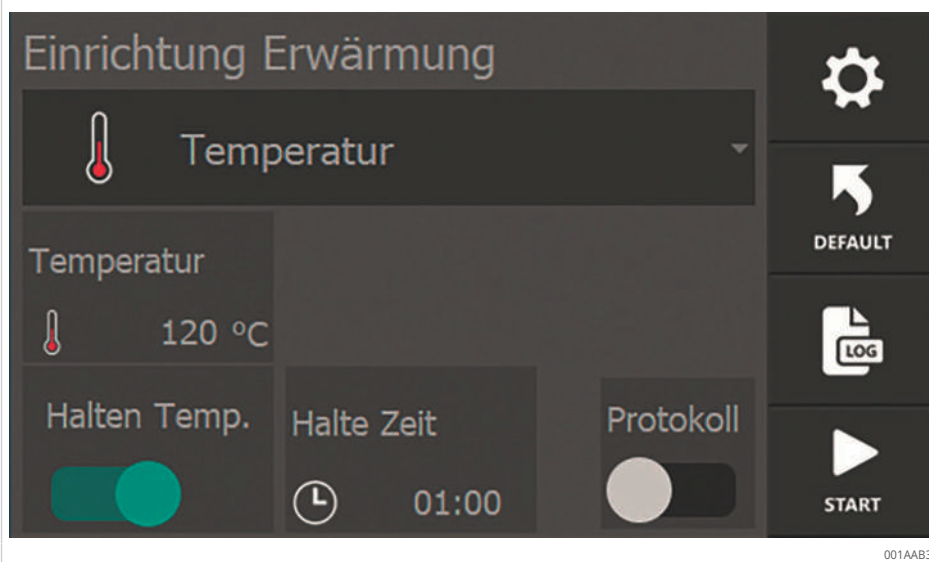 Einrichtung Erwärmung
Temperatur
DEFAULT
Temperatur
120 °C
LOG
Halten Temp.
Halte Zeit
Protokoll
01:00
START
001AAB3